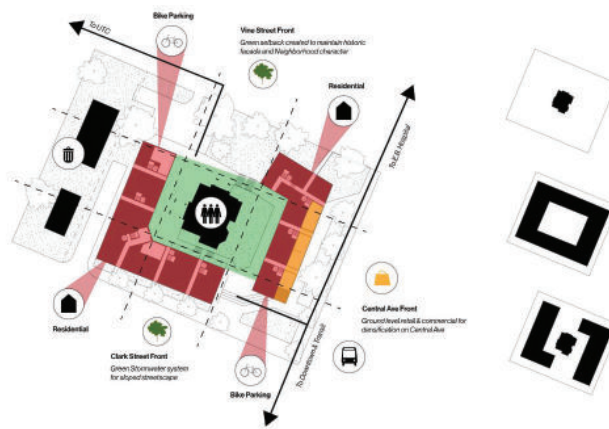 Bike Parking
To UTC
Vine Street Front
Green setback created to maintain historic
facade and Neighborhood character
Residential
To E.R. Hospital
Central Ave Front
Ground level retail & commercial for
densification on Central Ave
Residential
Clark Street Front
Green Stormwater system
for sloped streetscape
To Downtown & Transit
Bike Parking